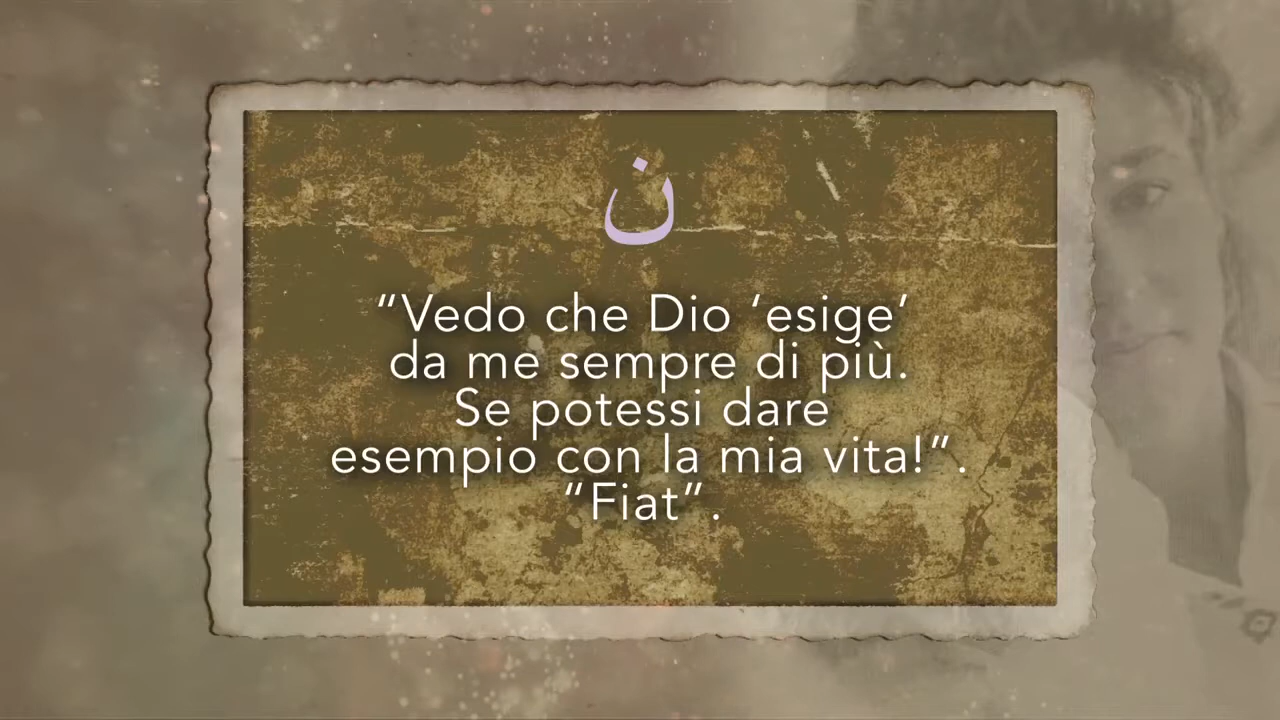 ن
“Vedo che Dio ‘esige’
da me sempre di più.
Se potessi dare
esempio con la mia vita!”.
“Fiat”.